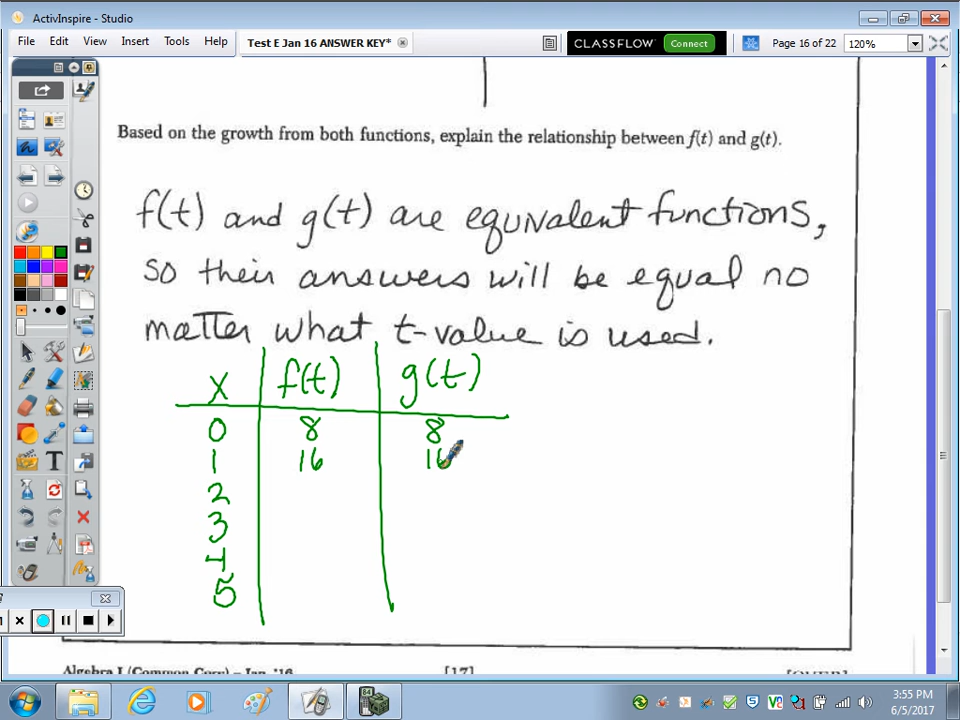 ActivInspire - Studio
File Edit View Insert Tools Help Test E Jan 16 ANSWER KEY* CLASSFLOW Connect Page 16 of 22 120%
Based on the growth from both functions, explain the relationship between f(t) and g(t).
f(t) and g(t) are equivalent functions,
so their answers will be equal no
matter what t-value is used.
x f(t) g(t)
0 8 8
1 16 16
2
3
4
5
Algebra I (Common Core) – Jan. '16 [17] [OVER]
3:55 PM
6/5/2017